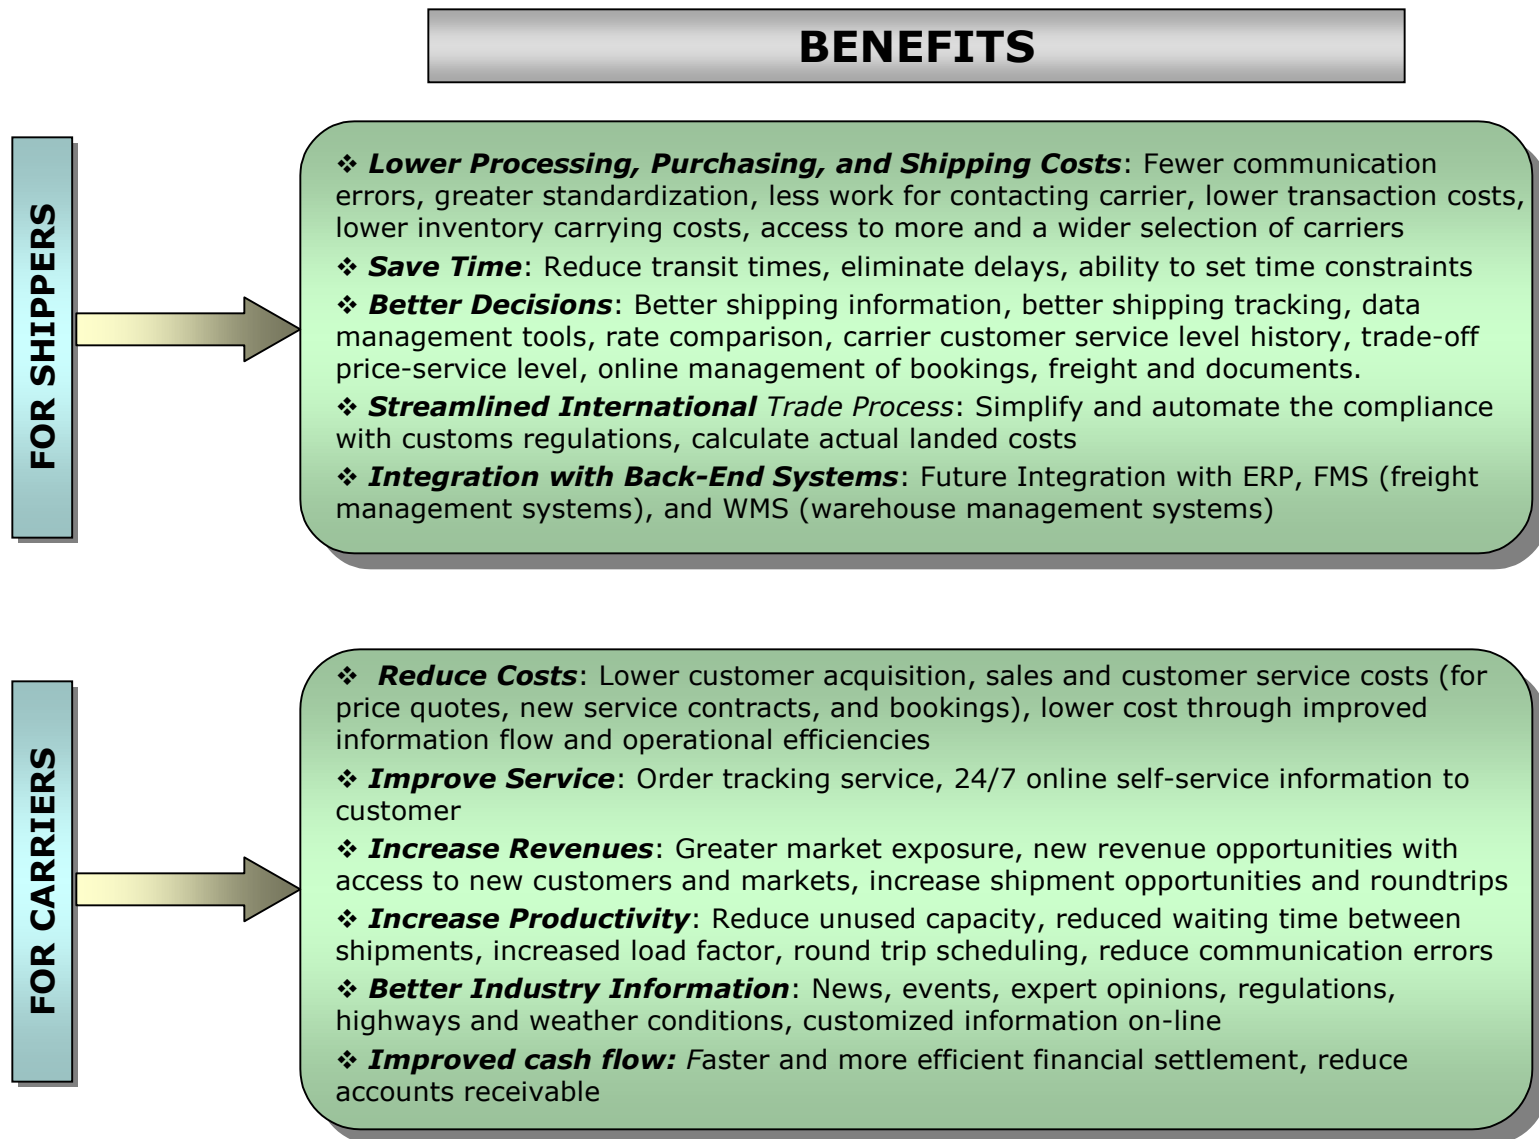 BENEFITS
FOR SHIPPERS
❖ Lower Processing, Purchasing, and Shipping Costs: Fewer communication
errors, greater standardization, less work for contacting carrier, lower transaction costs,
lower inventory carrying costs, access to more and a wider selection of carriers
❖ Save Time: Reduce transit times, eliminate delays, ability to set time constraints
❖ Better Decisions: Better shipping information, better shipping tracking, data
management tools, rate comparison, carrier customer service level history, trade-off
price-service level, online management of bookings, freight and documents.
❖ Streamlined International Trade Process: Simplify and automate the compliance
with customs regulations, calculate actual landed costs
❖ Integration with Back-End Systems: Future Integration with ERP, FMS (freight
management systems), and WMS (warehouse management systems)
FOR CARRIERS
❖ Reduce Costs: Lower customer acquisition, sales and customer service costs (for
price quotes, new service contracts, and bookings), lower cost through improved
information flow and operational efficiencies
❖ Improve Service: Order tracking service, 24/7 online self-service information to
customer
❖ Increase Revenues: Greater market exposure, new revenue opportunities with
access to new customers and markets, increase shipment opportunities and roundtrips
❖ Increase Productivity: Reduce unused capacity, reduced waiting time between
shipments, increased load factor, round trip scheduling, reduce communication errors
❖ Better Industry Information: News, events, expert opinions, regulations,
highways and weather conditions, customized information on-line
❖ Improved cash flow: Faster and more efficient financial settlement, reduce
accounts receivable